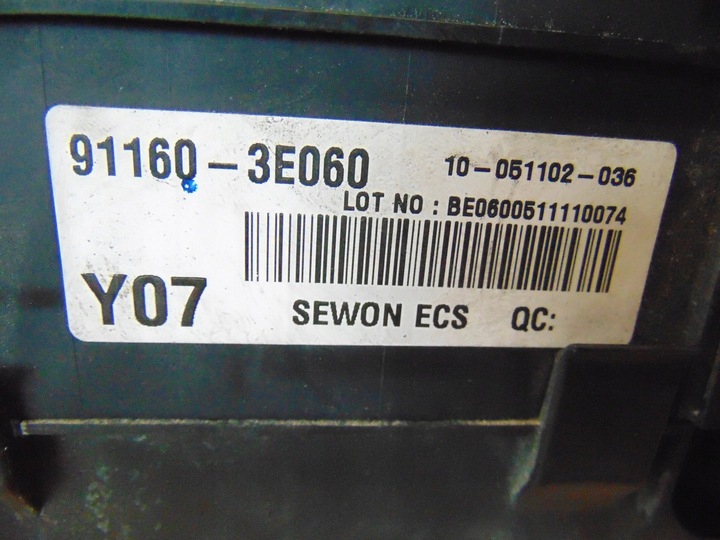 91160-3E060 10-051102-036
LOT NO : BE0600511110074
Y07 SEWON ECS QC: